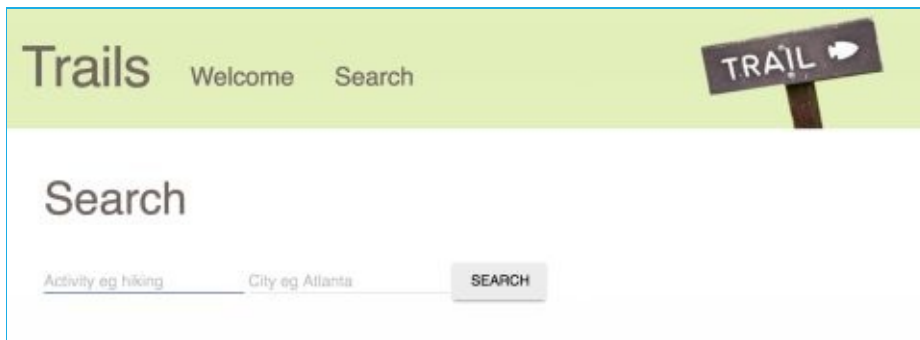 Trails Welcome Search
TRAIL
Search
Activity eg hiking City eg Atlanta SEARCH